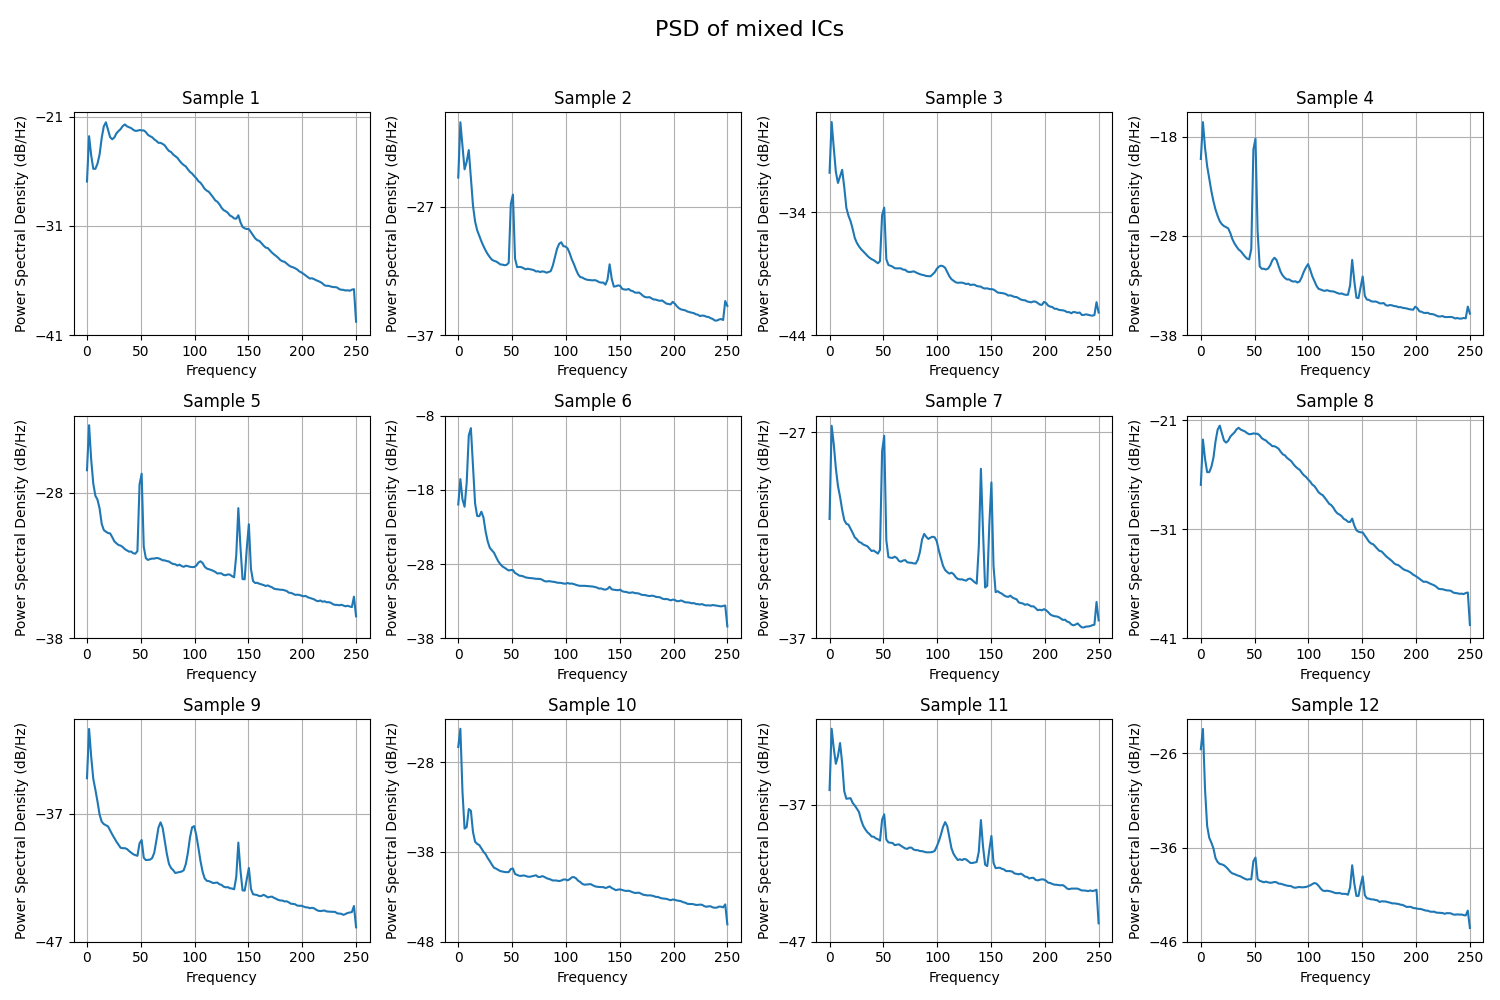 PSD of mixed ICs
Sample 1
Sample 2
Sample 3
Sample 4
Power Spectral Density (dB/Hz)
−21
−31
−41
0 50 100 150 200 250
Frequency
Power Spectral Density (dB/Hz)
−27
−37
0 50 100 150 200 250
Frequency
Power Spectral Density (dB/Hz)
−34
−44
0 50 100 150 200 250
Frequency
Power Spectral Density (dB/Hz)
−18
−28
−38
0 50 100 150 200 250
Frequency
Sample 5
Sample 6
Sample 7
Sample 8
Power Spectral Density (dB/Hz)
−28
−38
0 50 100 150 200 250
Frequency
Power Spectral Density (dB/Hz)
−8
−18
−28
−38
0 50 100 150 200 250
Frequency
Power Spectral Density (dB/Hz)
−27
−37
0 50 100 150 200 250
Frequency
Power Spectral Density (dB/Hz)
−21
−31
−41
0 50 100 150 200 250
Frequency
Sample 9
Sample 10
Sample 11
Sample 12
Power Spectral Density (dB/Hz)
−37
−47
0 50 100 150 200 250
Frequency
Power Spectral Density (dB/Hz)
−28
−38
−48
0 50 100 150 200 250
Frequency
Power Spectral Density (dB/Hz)
−37
−47
0 50 100 150 200 250
Frequency
Power Spectral Density (dB/Hz)
−26
−36
−46
0 50 100 150 200 250
Frequency